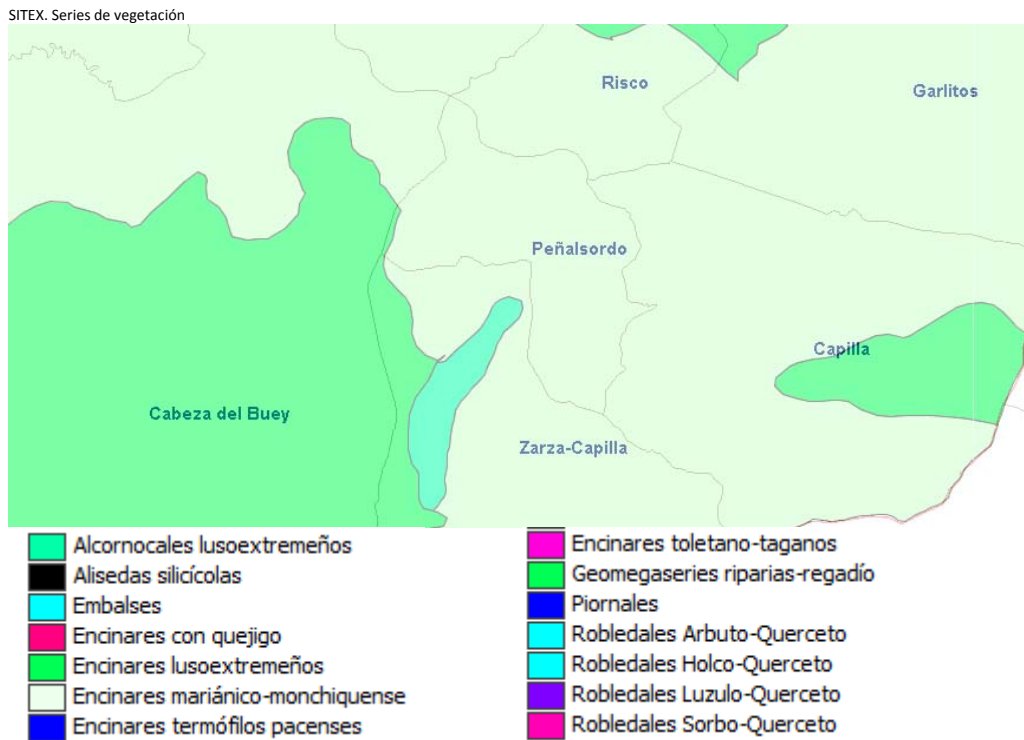 SITEX. Series de vegetación
Risco
Garlitos
Peñalsordo
Capilla
Cabeza del Buey
Zarza-Capilla
Alcornocales lusoextremeños
Alisedas silicícolas
Embalses
Encinares con quejigo
Encinares lusoextremeños
Encinares mariánico-monchiquense
Encinares termófilos pacenses
Encinares toletano-taganos
Geomegaseries riparias-regadío
Piornales
Robledales Arbuto-Querceto
Robledales Holco-Querceto
Robledales Luzulo-Querceto
Robledales Sorbo-Querceto